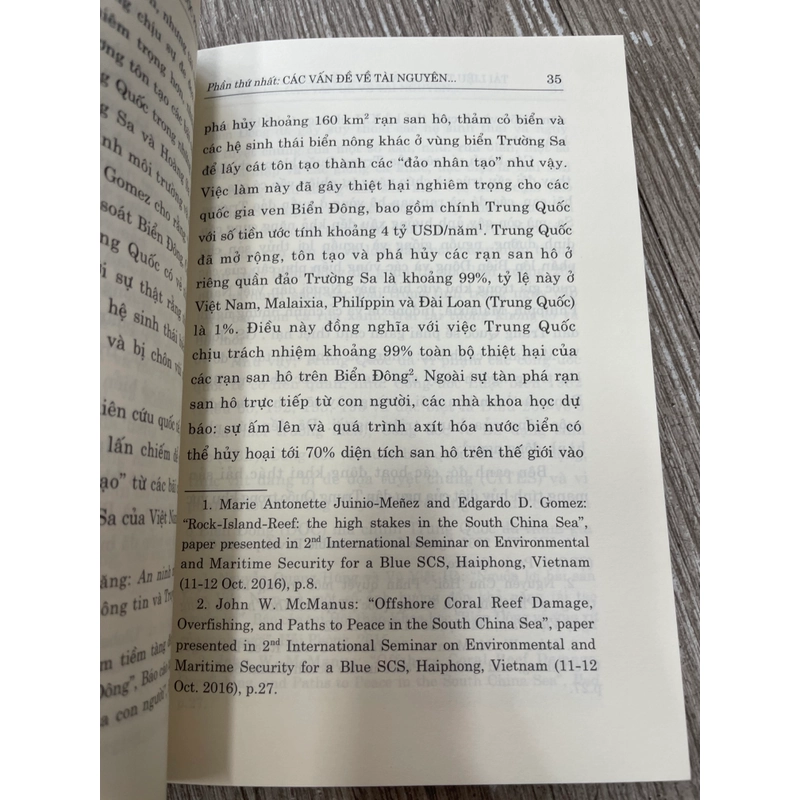 ông tin và
Phần thứ nhất: CÁC VẤN ĐỀ VỀ TÀI NGUYÊN... 35
phá hủy khoảng 160 km² rạn san hô, thảm cỏ biển và
các hệ sinh thái biển nông khác ở vùng biển Trường Sa
để lấy cát tôn tạo thành các “đảo nhân tạo” như vậy.
Việc làm này đã gây thiệt hại nghiêm trọng cho các
quốc gia ven Biển Đông, bao gồm chính Trung Quốc
với số tiền ước tính khoảng 4 tỷ USD/năm¹. Trung Quốc
đã mở rộng, tôn tạo và phá hủy các rạn san hô ở
riêng quần đảo Trường Sa là khoảng 99%, tỷ lệ này ở
Việt Nam, Malaixia, Philíppin và Đài Loan (Trung Quốc)
là 1%. Điều này đồng nghĩa với việc Trung Quốc
chịu trách nhiệm khoảng 99% toàn bộ thiệt hại của
các rạn san hô trên Biển Đông². Ngoài sự tàn phá rạn
san hô trực tiếp từ con người, các nhà khoa học dự
báo: sự ấm lên và quá trình axít hóa nước biển có
thể hủy hoại tới 70% diện tích san hô trên thế giới vào
1. Marie Antonette Juinio-Meñez and Edgardo D. Gomez:
“Rock-Island-Reef: the high stakes in the South China Sea”,
paper presented in 2nd International Seminar on Environmental
and Maritime Security for a Blue SCS, Haiphong, Vietnam
(11-12 Oct. 2016), p.8.
2. John W. McManus: “Offshore Coral Reef Damage,
Overfishing, and Paths to Peace in the South China Sea”, paper
presented in 2nd International Seminar on Environmental and
Maritime Security for a Blue SCS, Haiphong, Vietnam (11-12
Oct. 2016), p.27.